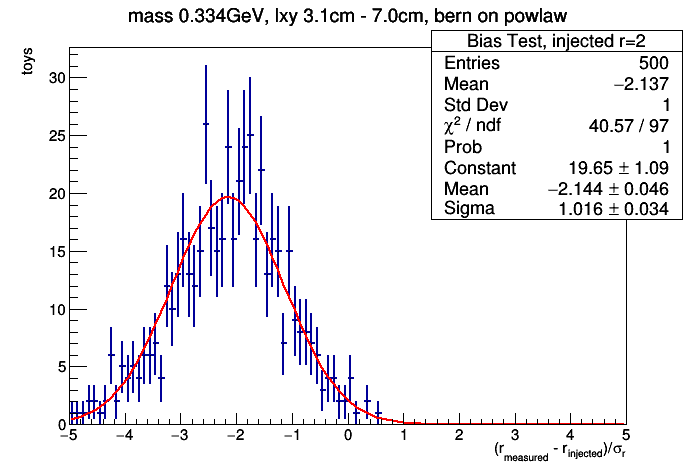 mass 0.334GeV, lxy 3.1cm - 7.0cm, bern on powlaw
Bias Test, injected r=2
Entries 500
Mean −2.137
Std Dev 1
χ² / ndf 40.57 / 97
Prob 1
Constant 19.65 ± 1.09
Mean −2.144 ± 0.046
Sigma 1.016 ± 0.034
toys
30
25
20
15
10
5
0
−5 −4 −3 −2 −1 0 1 2 3 4 5
(r_measured - r_injected)/σ_r